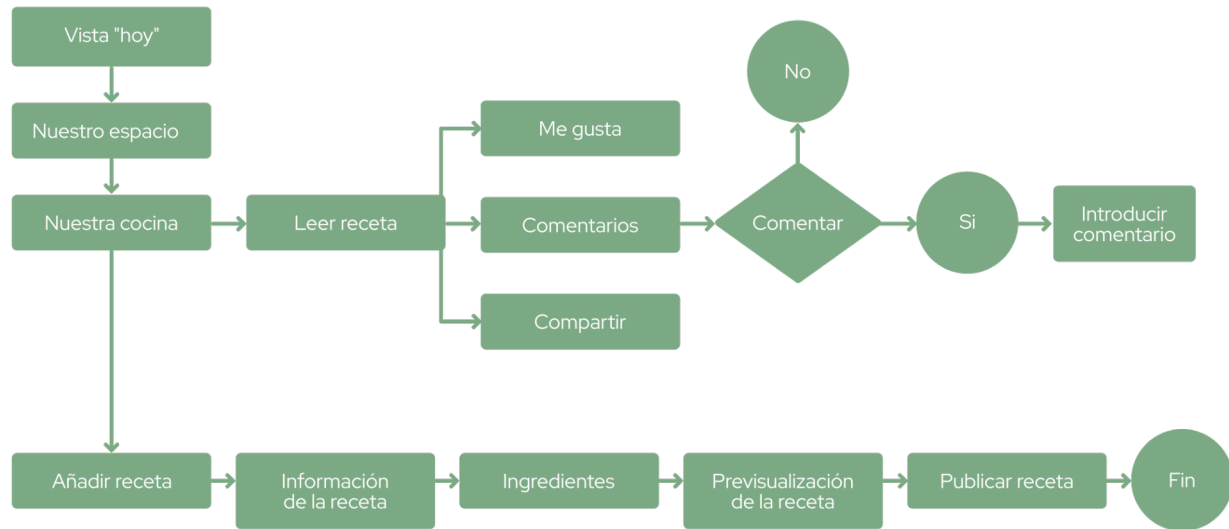 Vista "hoy"
Nuestro espacio
Nuestra cocina
Leer receta
Me gusta
Comentarios
Compartir
Comentar
No
Si
Introducir
comentario
Añadir receta
Información
de la receta
Ingredientes
Previsualización
de la receta
Publicar receta
Fin